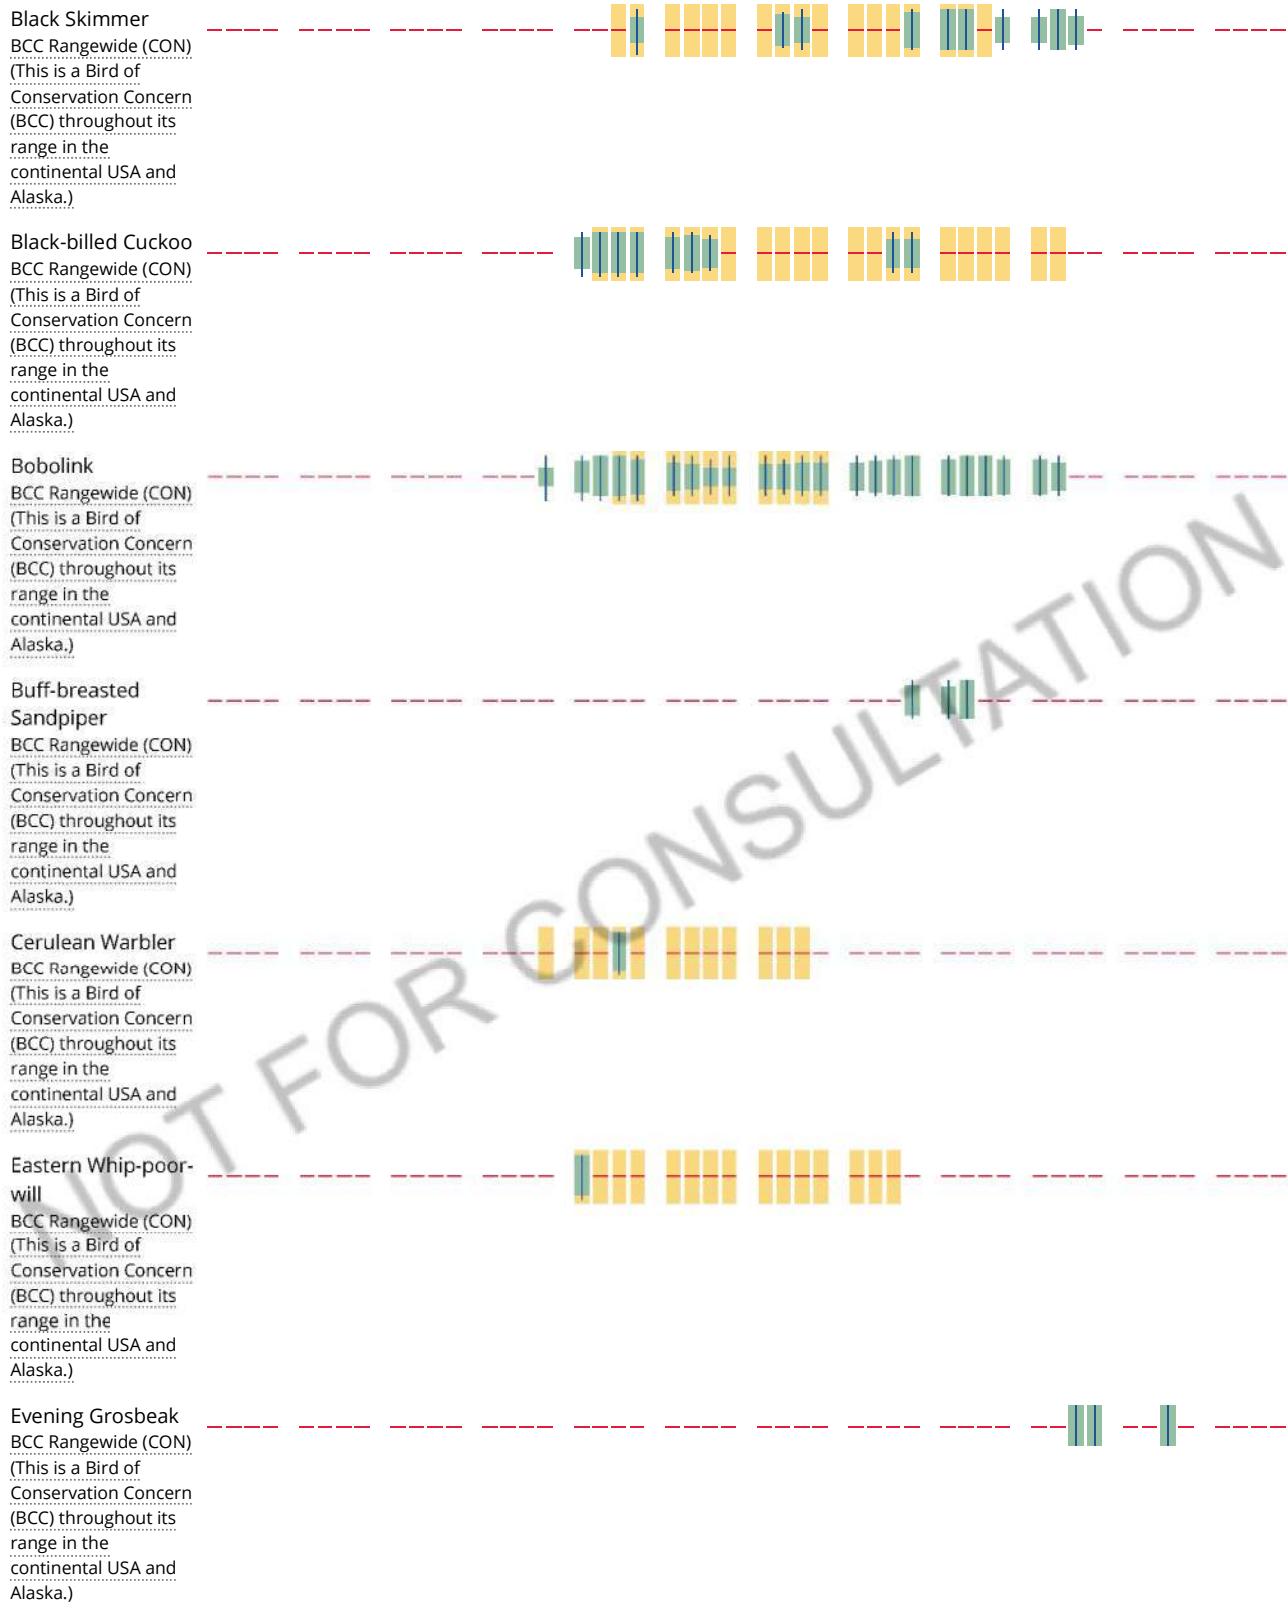 Black Skimmer
BCC Rangewide (CON)
(This is a Bird of
Conservation Concern
(BCC) throughout its
range in the
continental USA and
Alaska.)
Black-billed Cuckoo
BCC Rangewide (CON)
(This is a Bird of
Conservation Concern
(BCC) throughout its
range in the
continental USA and
Alaska.)
Bobolink
BCC Rangewide (CON)
(This is a Bird of
Conservation Concern
(BCC) throughout its
range in the
continental USA and
Alaska.)
Buff-breasted
Sandpiper
BCC Rangewide (CON)
(This is a Bird of
Conservation Concern
(BCC) throughout its
range in the
continental USA and
Alaska.)
Cerulean Warbler
BCC Rangewide (CON)
(This is a Bird of
Conservation Concern
(BCC) throughout its
range in the
continental USA and
Alaska.)
Eastern Whip-poor-
will
BCC Rangewide (CON)
(This is a Bird of
Conservation Concern
(BCC) throughout its
range in the
continental USA and
Alaska.)
Evening Grosbeak
BCC Rangewide (CON)
(This is a Bird of
Conservation Concern
(BCC) throughout its
range in the
continental USA and
Alaska.)
NOT FOR CONSULTATION